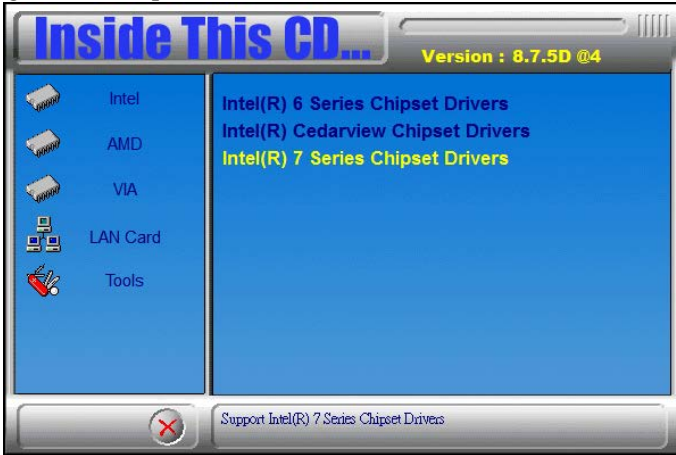 Inside This CD...
Version : 8.7.5D @4
Intel
AMD
VIA
LAN Card
Tools
Intel(R) 6 Series Chipset Drivers
Intel(R) Cedarview Chipset Drivers
Intel(R) 7 Series Chipset Drivers
Support Intel(R) 7 Series Chipset Drivers